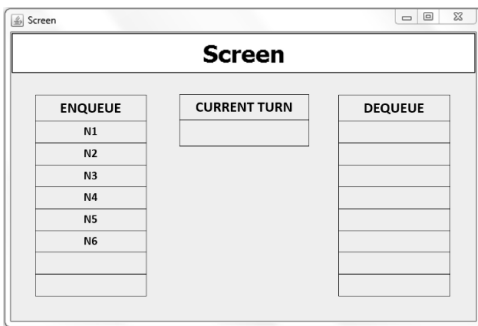 Screen
Screen
ENQUEUE
N1
N2
N3
N4
N5
N6
CURRENT TURN
DEQUEUE